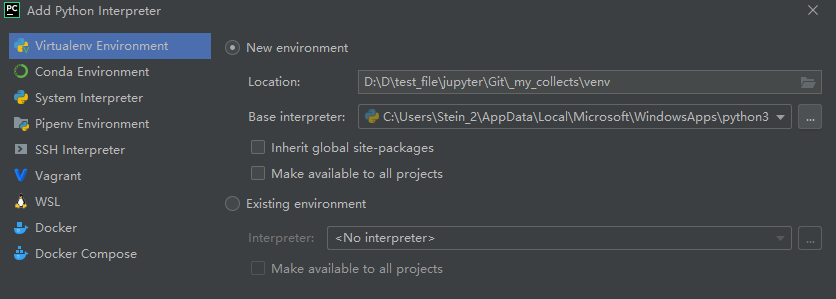 PC Add Python Interpreter
Virtualenv Environment
Conda Environment
System Interpreter
Pipenv Environment
SSH Interpreter
Vagrant
WSL
Docker
Docker Compose
New environment
Location: D:\D\test_file\jupyter\Git\_my_collects\venv
Base interpreter: C:\Users\Stein_2\AppData\Local\Microsoft\WindowsApps\python3 ...
Inherit global site-packages
Make available to all projects
Existing environment
Interpreter: <No interpreter> ...
Make available to all projects